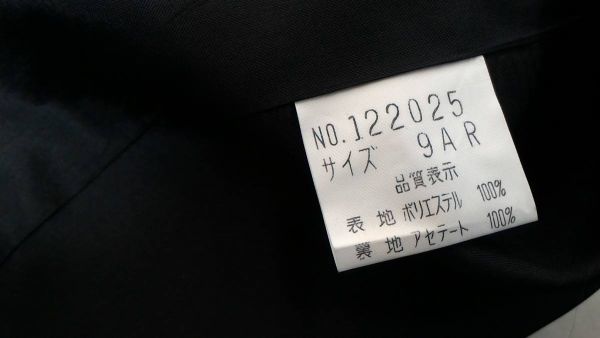 NO.122025
サイズ 9AR
品質表示
表 地 ポリエステル 100%
裏 地 アセテート 100%